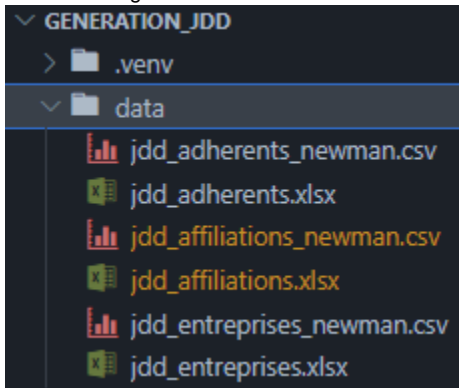 GENERATION_JDD
.venv
data
jdd_adherents_newman.csv
jdd_adherents.xlsx
jdd_affiliations_newman.csv
jdd_affiliations.xlsx
jdd_entreprises_newman.csv
jdd_entreprises.xlsx